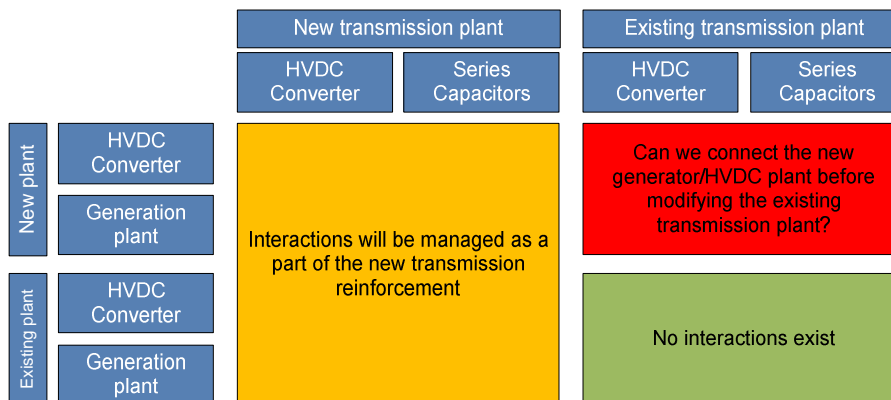 New transmission plant
Existing transmission plant
HVDC
Converter
Series
Capacitors
HVDC
Converter
Series
Capacitors
New plant
HVDC
Converter
Generation
plant
Interactions will be managed as a
part of the new transmission
reinforcement
Can we connect the new
generator/HVDC plant before
modifying the existing
transmission plant?
Existing plant
HVDC
Converter
Generation
plant
No interactions exist